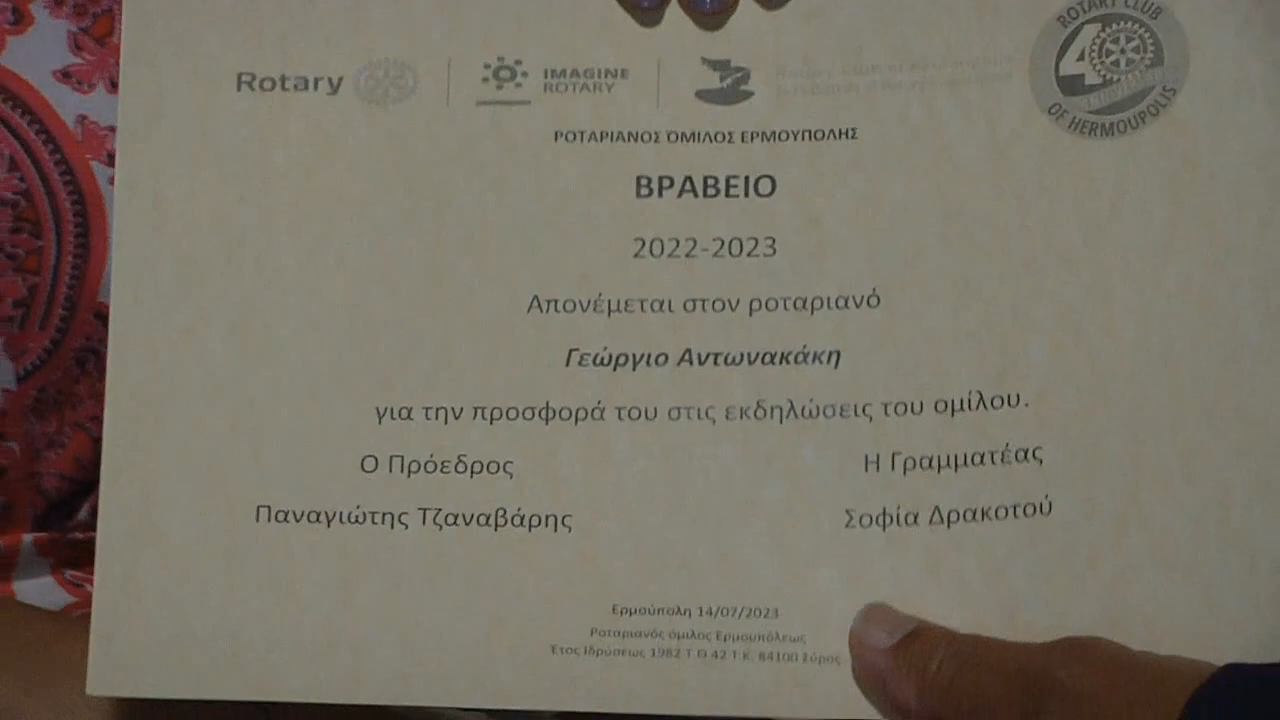 Rotary
IMAGINE
ROTARY
ROTARY CLUB
4
OF HERMOUPOLIS
ΡΟΤΑΡΙΑΝΟΣ ΟΜΙΛΟΣ ΕΡΜΟΥΠΟΛΗΣ
ΒΡΑΒΕΙΟ
2022-2023
Απονέμεται στον ροταριανό
Γεώργιο Αντωνακάκη
για την προσφορά του στις εκδηλώσεις του ομίλου.
Ο Πρόεδρος
Η Γραμματέας
Παναγιώτης Τζαναβάρης
Σοφία Δρακοτού
Ερμούπολη 14/07/2023
Ροταριανός όμιλος Ερμουπόλεως
Έτος Ιδρύσεως 1982 Τ.Θ 42 Τ.Κ. 84100 Σύρος